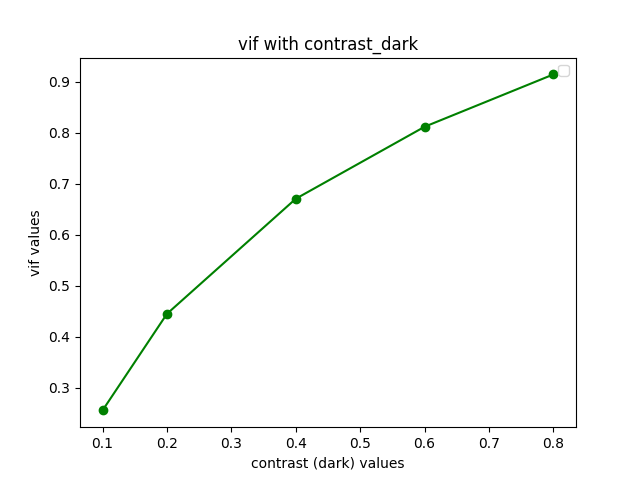 vif with contrast_dark
0.9
0.8
0.7
0.6
0.5
0.4
0.3
vif values
0.1 0.2 0.3 0.4 0.5 0.6 0.7 0.8
contrast (dark) values